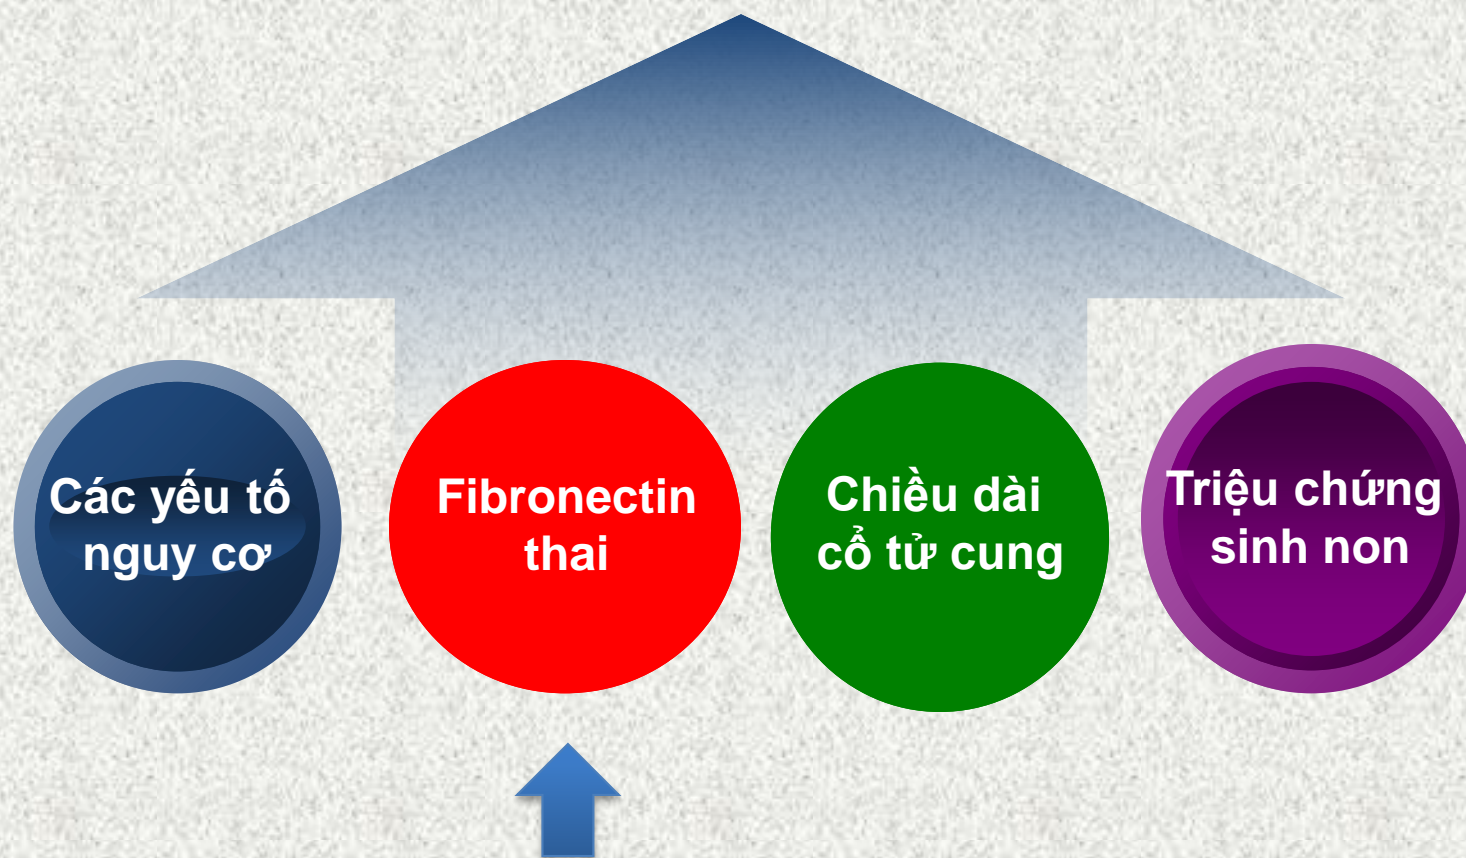 Các yếu tố
nguy cơ
Fibronectin
thai
Chiều dài
cổ tử cung
Triệu chứng
sinh non